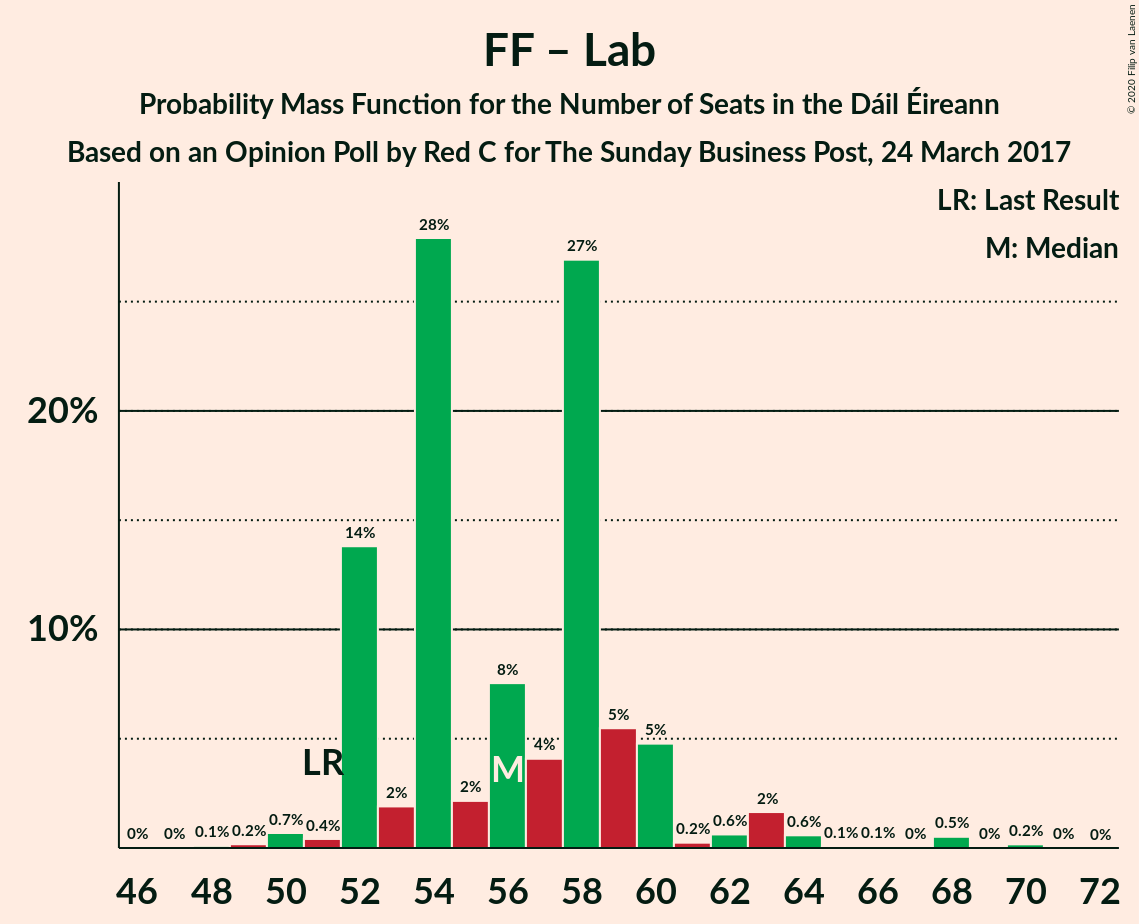 FF – Lab
Probability Mass Function for the Number of Seats in the Dáil Éireann
Based on an Opinion Poll by Red C for The Sunday Business Post, 24 March 2017
© 2020 Filip van Laenen
LR: Last Result
M: Median
20%
10%
0% 0% 0.1% 0.2% 0.7% 0.4% 14% 2% 28% 2% 8% 4% 27% 5% 5% 0.2% 0.6% 2% 0.6% 0.1% 0.1% 0% 0.5% 0% 0.2% 0% 0%
LR M
46 48 50 52 54 56 58 60 62 64 66 68 70 72